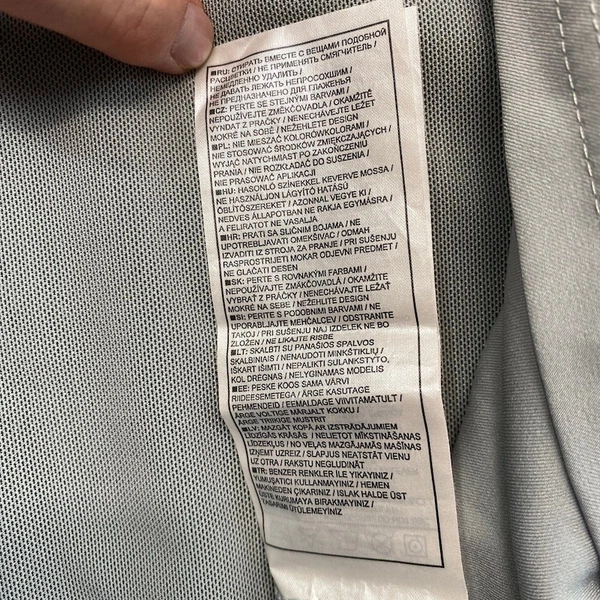 ■RU: СТИРАТЬ ВМЕСТЕ С ВЕЩАМИ ПОДОБНОЙ
РАСЦВЕТКИ / НЕ ПРИМЕНЯТЬ СМЯГЧИТЕЛЬ /
НЕМЕДЛЕННО УДАЛИТЬ /
НЕ ДАВАТЬ ЛЕЖАТЬ НЕПРОСОХШИМ /
НЕ ПРЕДНАЗНАЧЕНО ДЛЯ ГЛАЖЕНЬЯ
■CZ: PERTE SE STEJNÝMI BARVAMI /
NEPOUŽÍVEJTE ZMĚKČOVADLA / OKAMŽITĚ
VYNDAT Z PRAČKY / NENECHÁVEJTE LEŽET
MOKRÉ NA SOBĚ / NEŽEHLETE DESIGN
■PL: NIE MIESZAĆ KOLORÓWKOLORAMI /
NIE STOSOWAĆ ŚRODKÓW ZMIĘKCZAJĄCYCH /
WYJĄĆ NATYCHMIAST PO ZAKOŃCZENIU
PRANIA / NIE ROZKŁADAĆ DO SUSZENIA /
NIE PRASOWAĆ APLIKACJI
■HU: HASONLÓ SZÍNEKKEL KEVERVE MOSSA /
NE HASZNÁLJON LÁGYÍTÓ HATÁSÚ
ÖBLÍTŐSZEREKET / AZONNAL VEGYE KI /
NEDVES ÁLLAPOTBAN NE RAKJA EGYMÁSRA /
A FELIRATOT NE VASALJA
■HR: PRATI SA SLIČNIM BOJAMA / NE
UPOTREBLJAVATI OMEKŠIVAC / ODMAH
IZVADITI IZ STROJA ZA PRANJE / PRI SUŠENJU
RASPROSTRIJETI MOKAR ODJEVNI PREDMET /
NE GLAČATI DESEN
■SK: PERTE S ROVNAKÝMI FARBAMI /
NEPOUŽÍVAJTE ZMÄKČOVADLÁ / OKAMŽITE
VYBRAŤ Z PRÁČKY / NENECHÁVAJTE LEŽAŤ
MOKRÉ NA SEBE / NEŽEHLITE DESIGN
■SI: PERITE S PODOBNIMI BARVAMI / NE
UPORABLJAJTE MEHČALCEV / ODSTRANITE
TAKOJ / PRI SUŠENJU NAJ IZDELEK NE BO
ZLOŽEN / NE LIKAJTE RISBE
■LT: SKALBTI SU PANAŠIOS SPALVOS
SKALBINIAIS / NENAUDOTI MINKŠTIKLIŲ /
IŠKART IŠIMTI / NEPALIKTI SULANKSTYTO,
KOL DRĖGNAS / NELYGINAMAS MODELIS
■EE: PESKE KOOS SAMA VÄRVI
RIIDEESEMETEGA / ÄRGE KASUTAGE
PEHMENDEID / EEMALDAGE VIIVITAMATULT /
ÄRGE VOLTIGE MÄRJALT KOKKU /
ÄRGE TRIIKIGE MUSTRIT
■LV: MAZGĀT KOPĀ AR IZSTRĀDĀJUMIEM
LĪDZĪGĀS KRĀSĀS / NELIETOT MĪKSTINĀŠANAS
LĪDZEKĻUS / NO VEĻAS MAZGĀJAMĀS MAŠĪNAS
IZŅEMT UZREIZ / SLAPJUS NEATSTĀT VIENU
UZ OTRA / RAKSTU NEGLUDINĀT
■TR: BENZER RENKLER İLE YIKAYINIZ /
YUMUŞATICI KULLANMAYINIZ / HEMEN
MAKİNEDEN ÇIKARINIZ / ISLAK HALDE ÜST
ÜSTE KURUMAYA BIRAKMAYINIZ /
TASARIMI ÜTÜLEMEYİNİZ